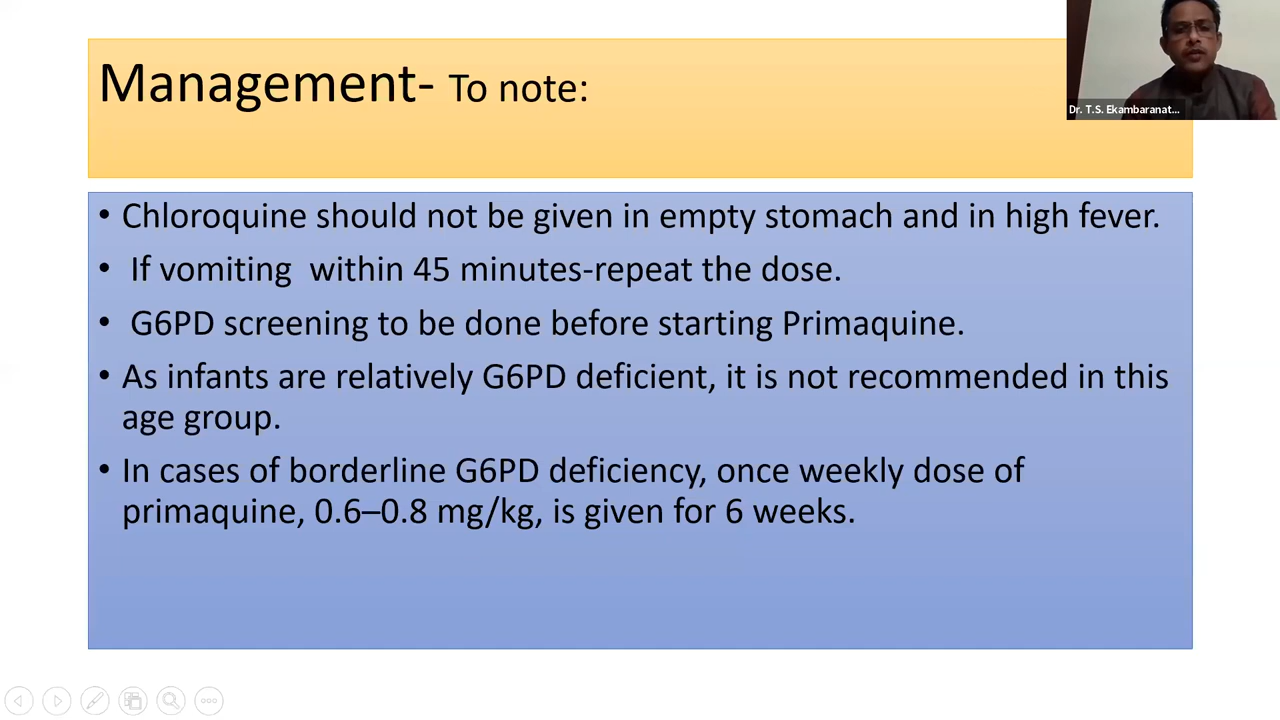 Management- To note:
Dr. T.S. Ekambaranat...
• Chloroquine should not be given in empty stomach and in high fever.
• If vomiting  within 45 minutes-repeat the dose.
• G6PD screening to be done before starting Primaquine.
• As infants are relatively G6PD deficient, it is not recommended in this
age group.
• In cases of borderline G6PD deficiency, once weekly dose of
primaquine, 0.6–0.8 mg/kg, is given for 6 weeks.